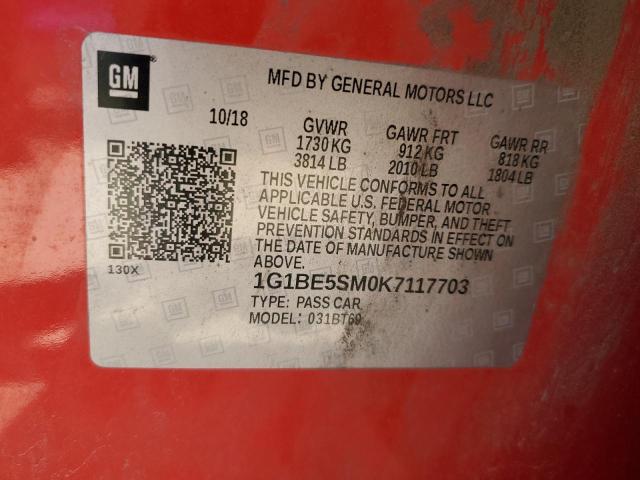 GM
MFD BY GENERAL MOTORS LLC
10/18
GVWR GAWR FRT GAWR RR
1730 KG 912 KG 818 KG
3814 LB 2010 LB 1804 LB
THIS VEHICLE CONFORMS TO ALL
APPLICABLE U.S. FEDERAL MOTOR
VEHICLE SAFETY, BUMPER, AND THEFT
PREVENTION STANDARDS IN EFFECT ON
THE DATE OF MANUFACTURE SHOWN
ABOVE.
130X
1G1BE5SM0K7117703
TYPE: PASS CAR
MODEL: 031BT69